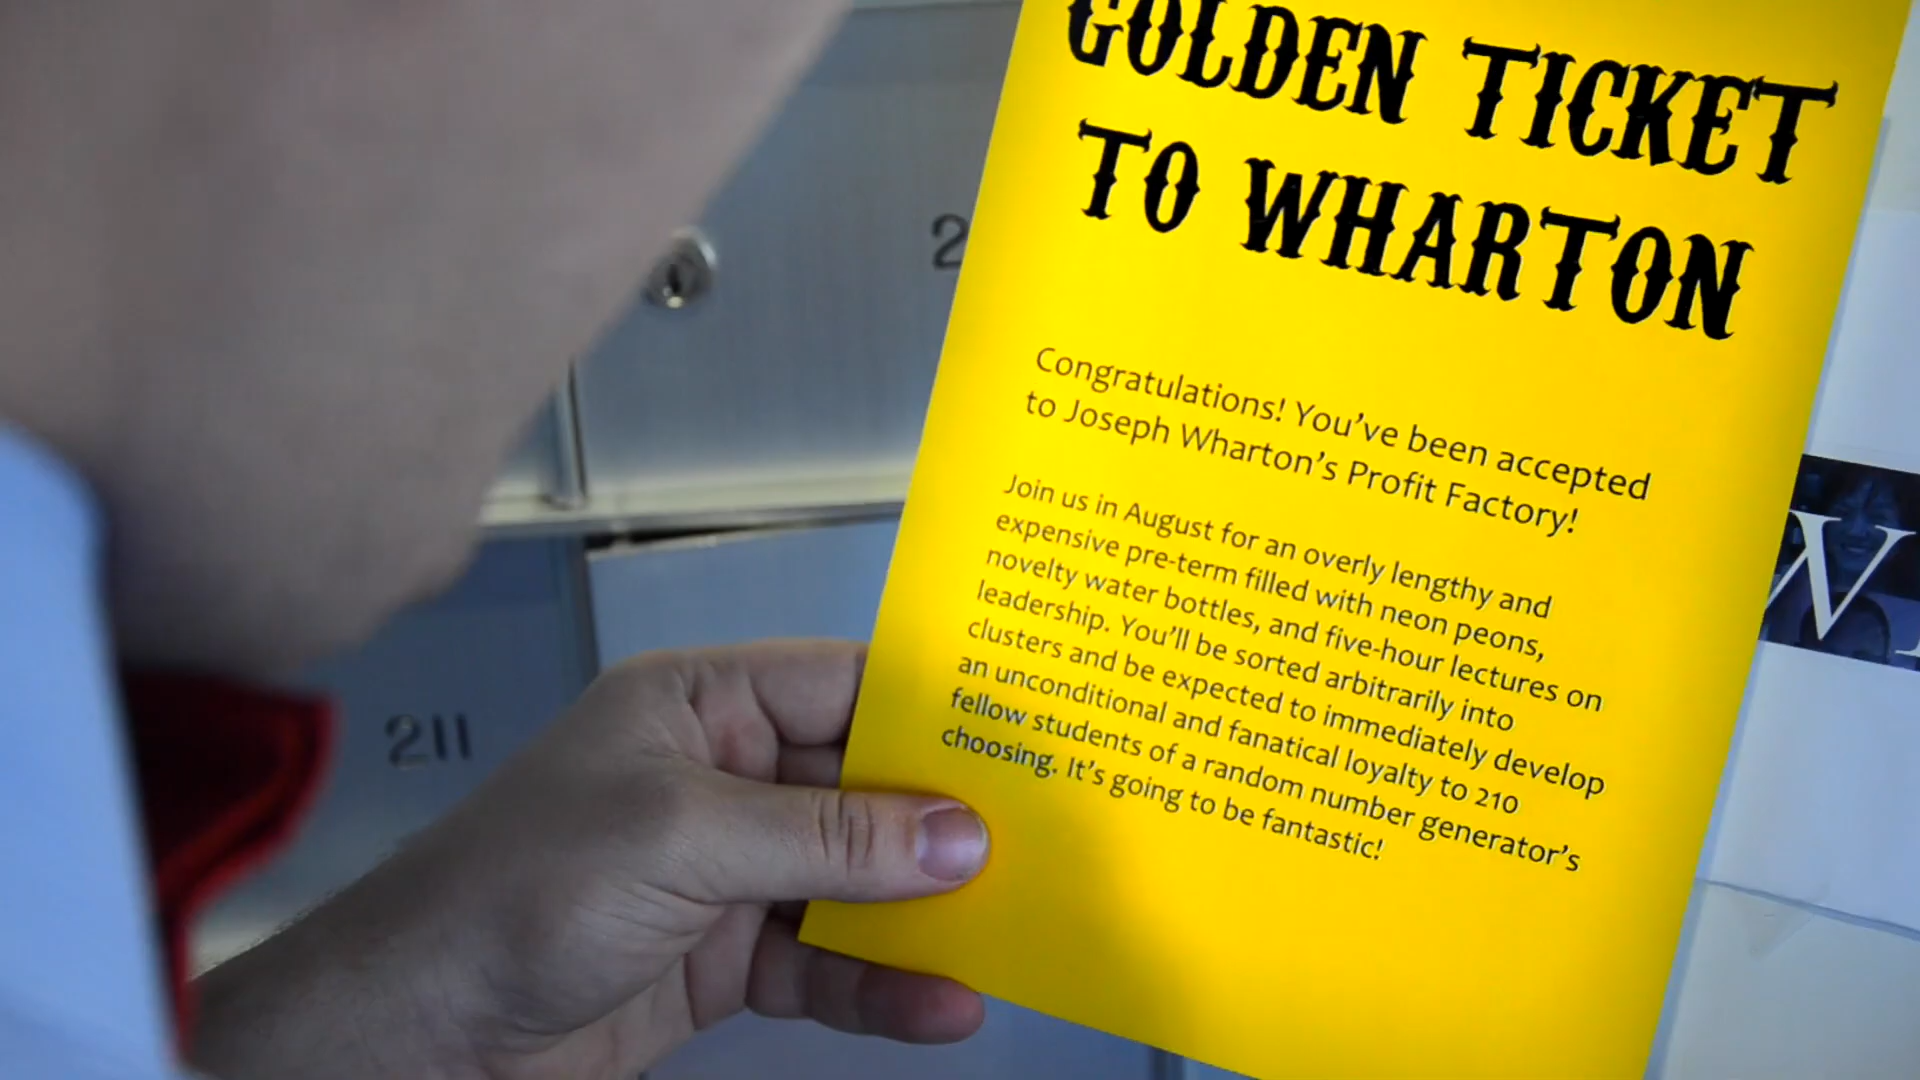 GOLDEN TICKET
TO WHARTON
Congratulations! You've been accepted
to Joseph Wharton's Profit Factory!
Join us in August for an overly lengthy and
expensive pre-term filled with neon peons,
novelty water bottles, and five-hour lectures on
leadership. You'll be sorted arbitrarily into
clusters and be expected to immediately develop
an unconditional and fanatical loyalty to 210
fellow students of a random number generator's
choosing. It's going to be fantastic!
2
211
W